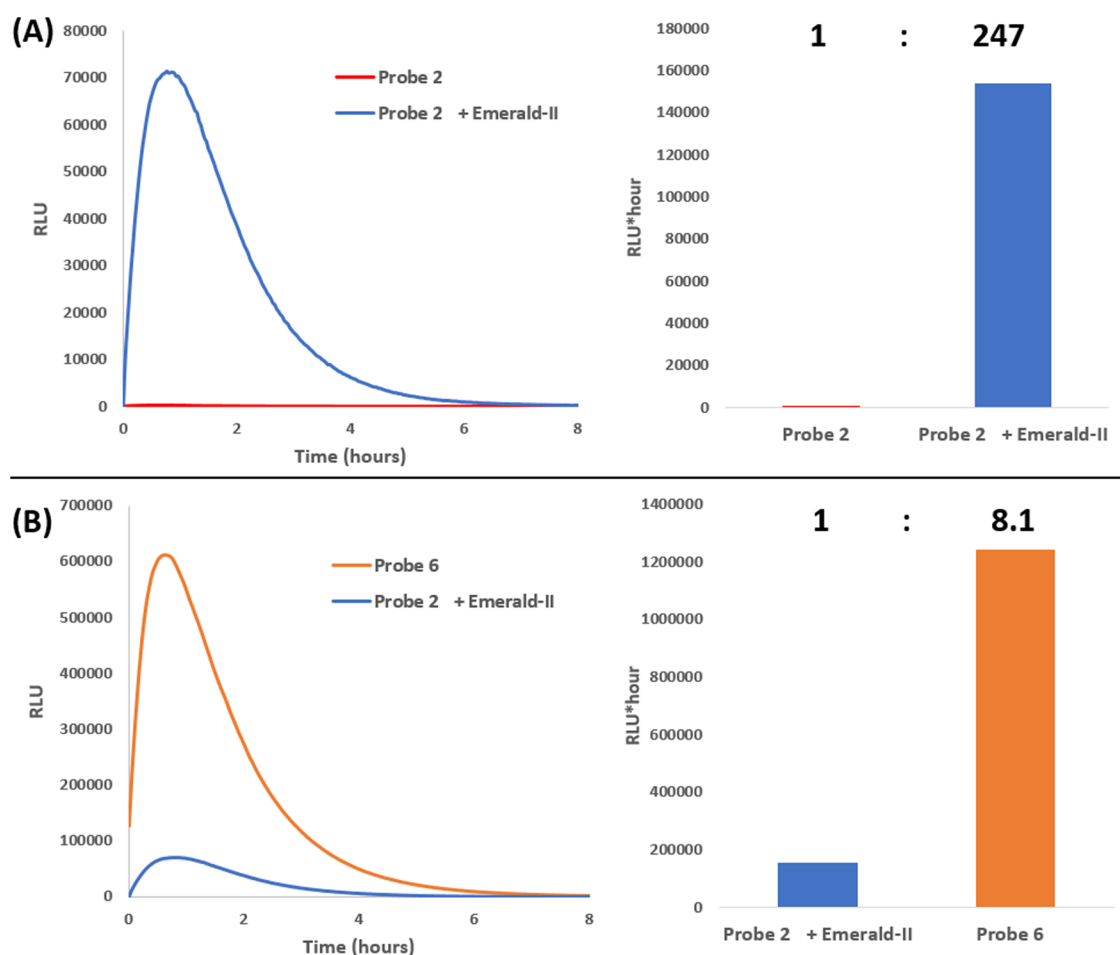 (A)
80000
70000
60000
50000
40000
30000
20000
10000
0
RLU
0 2 4 6 8
Time (hours)
Probe 2
Probe 2 + Emerald-II
1 : 247
180000
160000
140000
120000
100000
80000
60000
40000
20000
0
RLU*hour
Probe 2 Probe 2 + Emerald-II
(B)
700000
600000
500000
400000
300000
200000
100000
0
RLU
0 2 4 6 8
Time (hours)
Probe 6
Probe 2 + Emerald-II
1 : 8.1
1400000
1200000
1000000
800000
600000
400000
200000
0
RLU*hour
Probe 2 + Emerald-II Probe 6